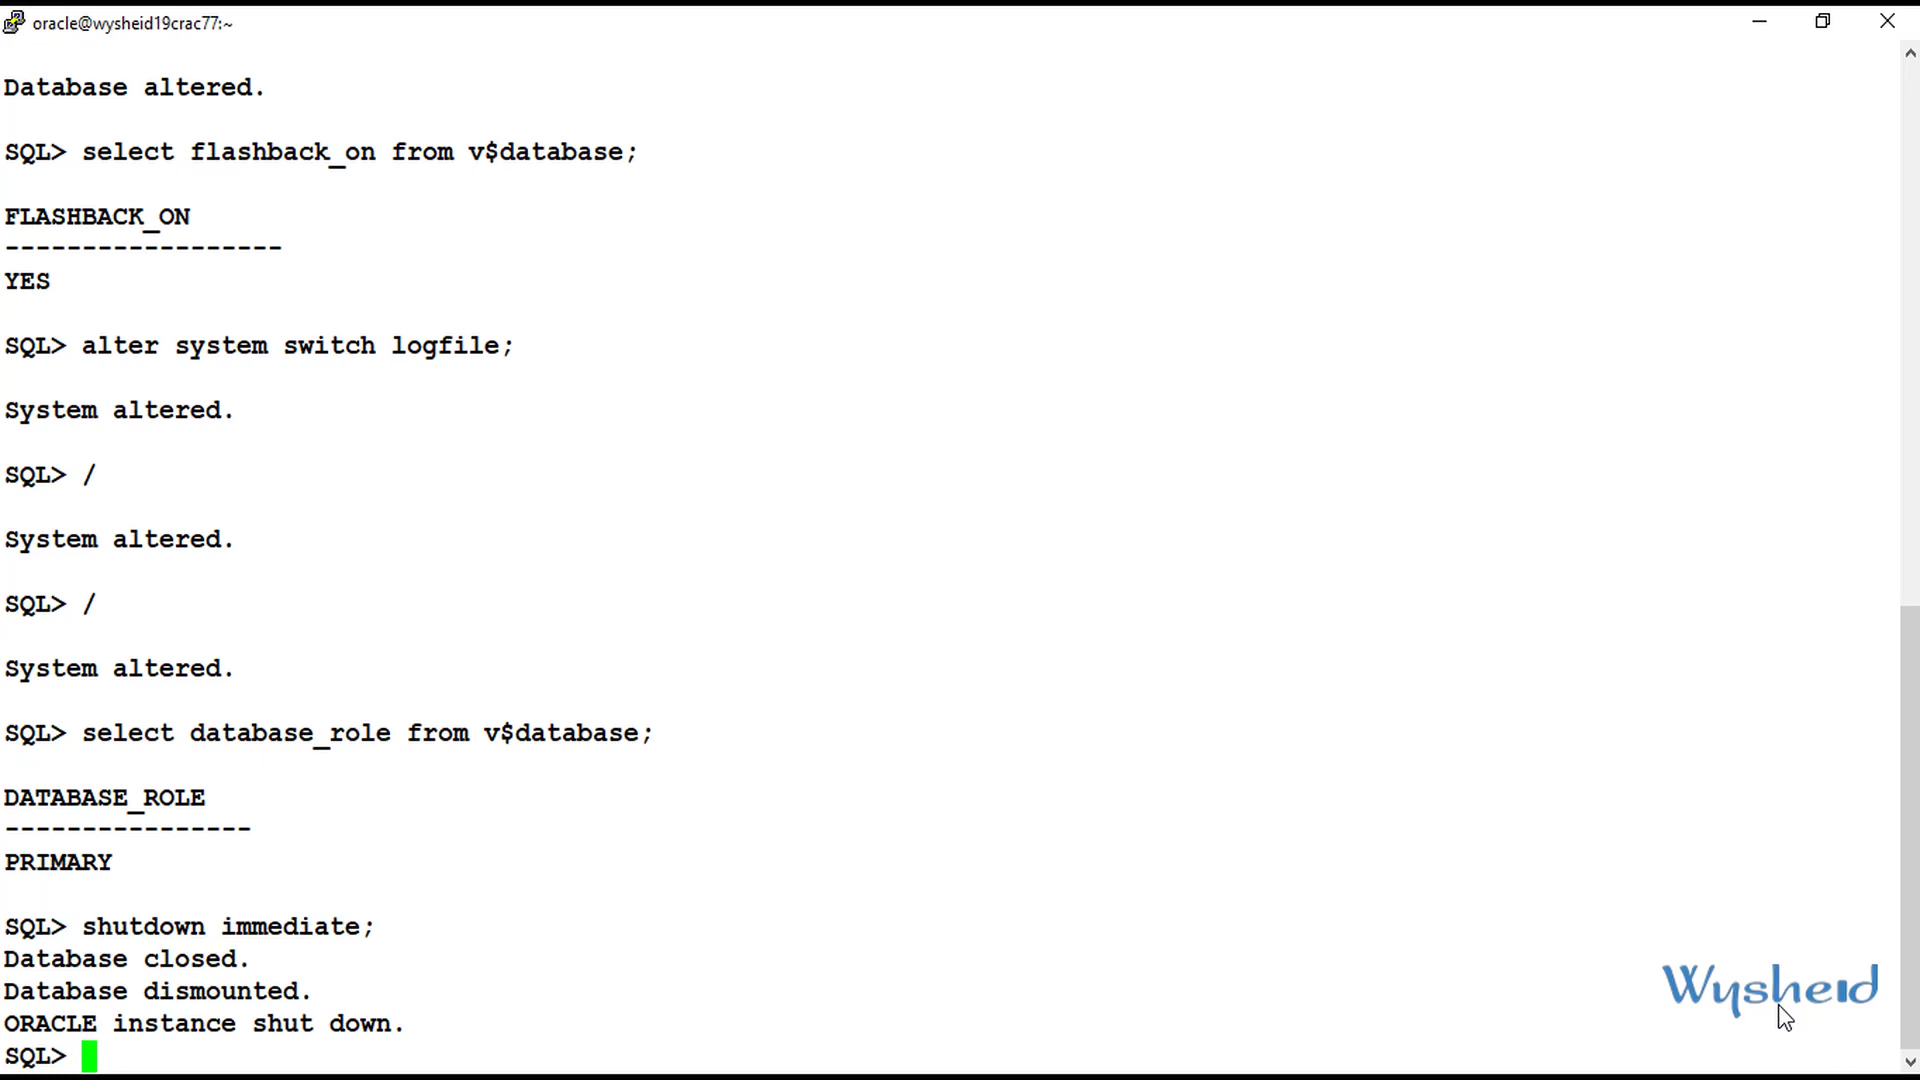 oracle@wysheid19crac77:~
Database altered.
SQL> select flashback_on from v$database;
FLASHBACK_ON
------------------
YES
SQL> alter system switch logfile;
System altered.
SQL> /
System altered.
SQL> /
System altered.
SQL> select database_role from v$database;
DATABASE_ROLE
----------------
PRIMARY
SQL> shutdown immediate;
Database closed.
Database dismounted.
ORACLE instance shut down.
SQL>
Wysheid